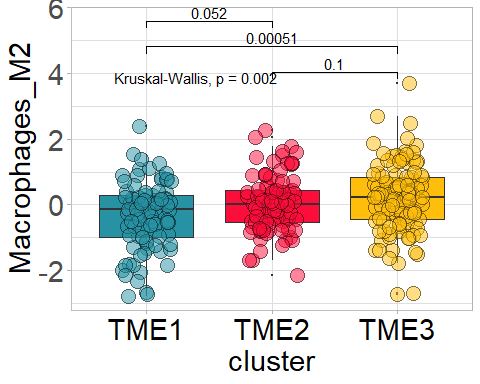 6
0.052
0.00051
Kruskal-Wallis, p = 0.002
0.1
4
2
0
-2
Macrophages_M2
TME1 TME2 TME3
cluster